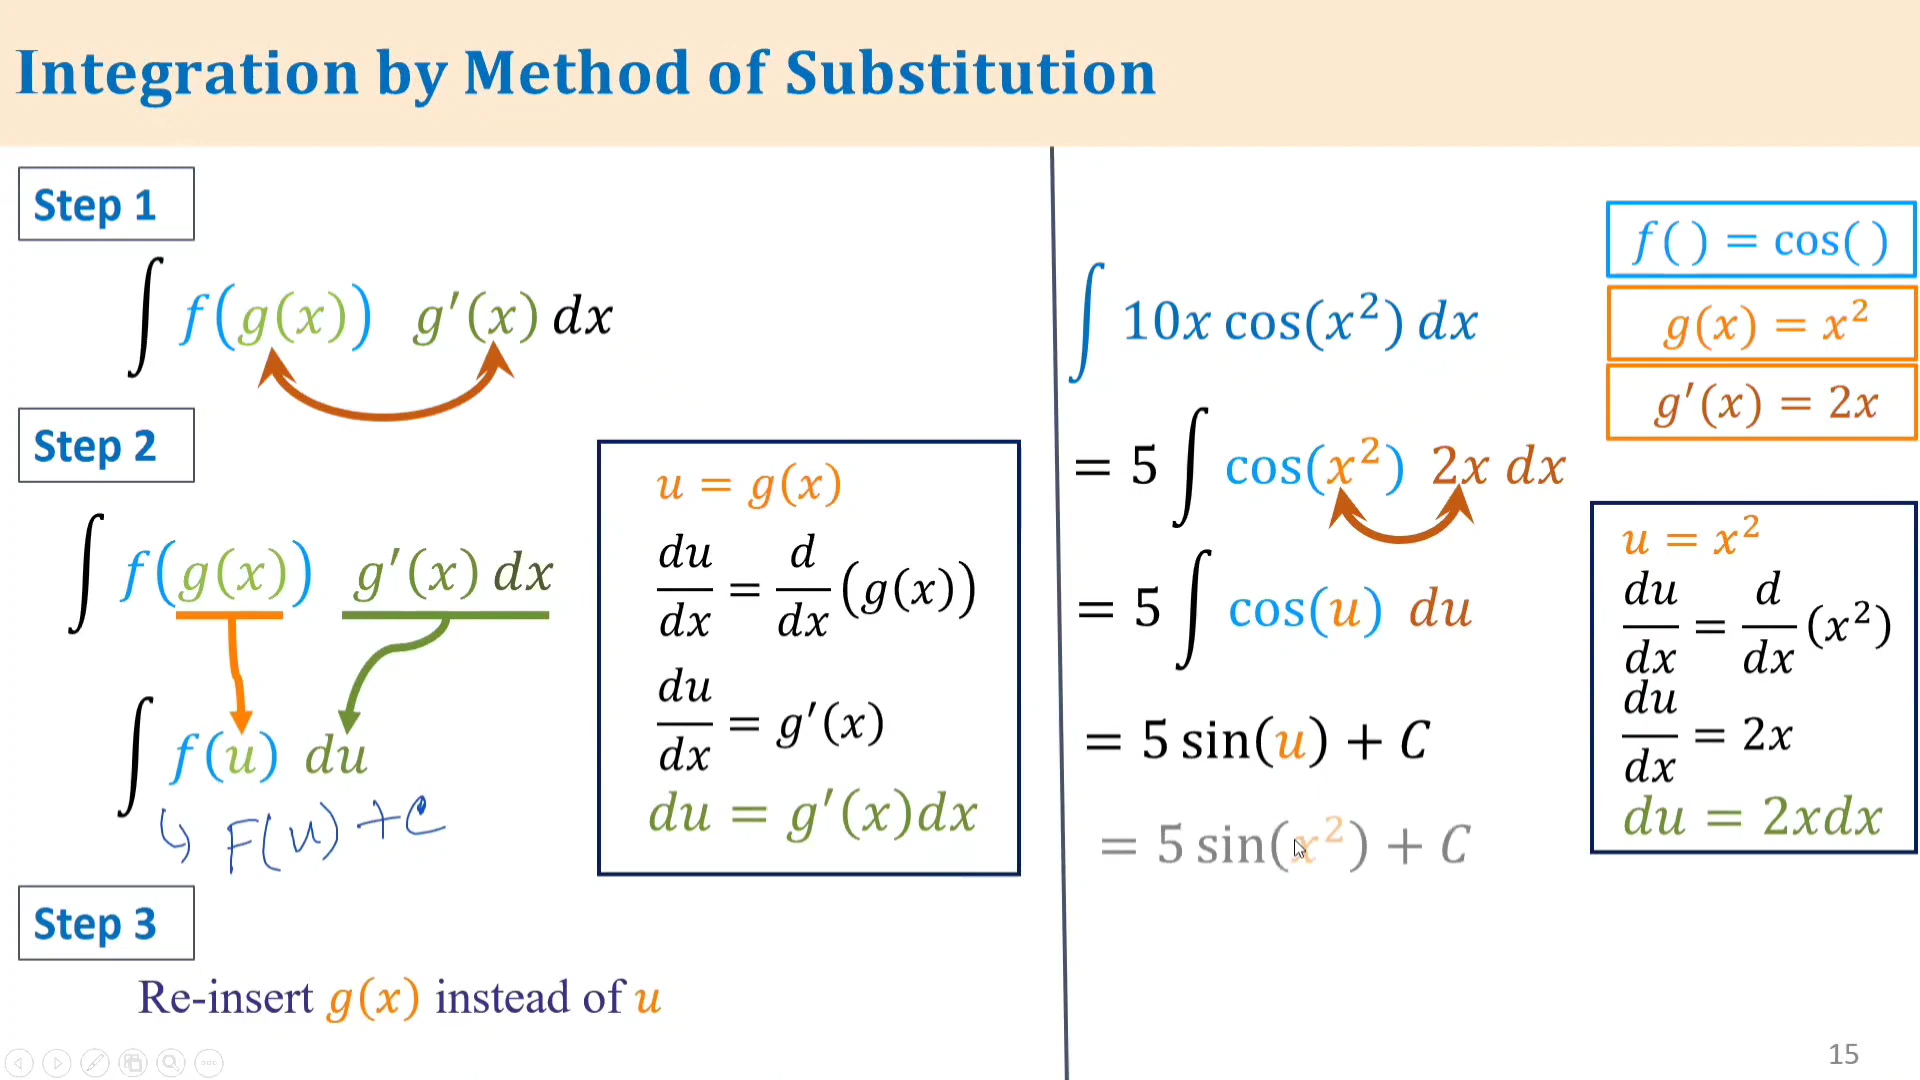 Integration by Method of Substitution
Step 1
∫ f(g(x)) g′(x) dx
Step 2
∫ f(g(x)) g′(x) dx
∫ f(u) du
↳ F(u) + C
u = g(x)
du/dx = d/dx (g(x))
du/dx = g′(x)
du = g′(x)dx
Step 3
Re-insert g(x) instead of u
∫ 10x cos(x²) dx
= 5 ∫ cos(x²) 2x dx
= 5 ∫ cos(u) du
= 5 sin(u) + C
= 5 sin(x²) + C
f( ) = cos( )
g(x) = x²
g′(x) = 2x
u = x²
du/dx = d/dx (x²)
du/dx = 2x
du = 2xdx
15